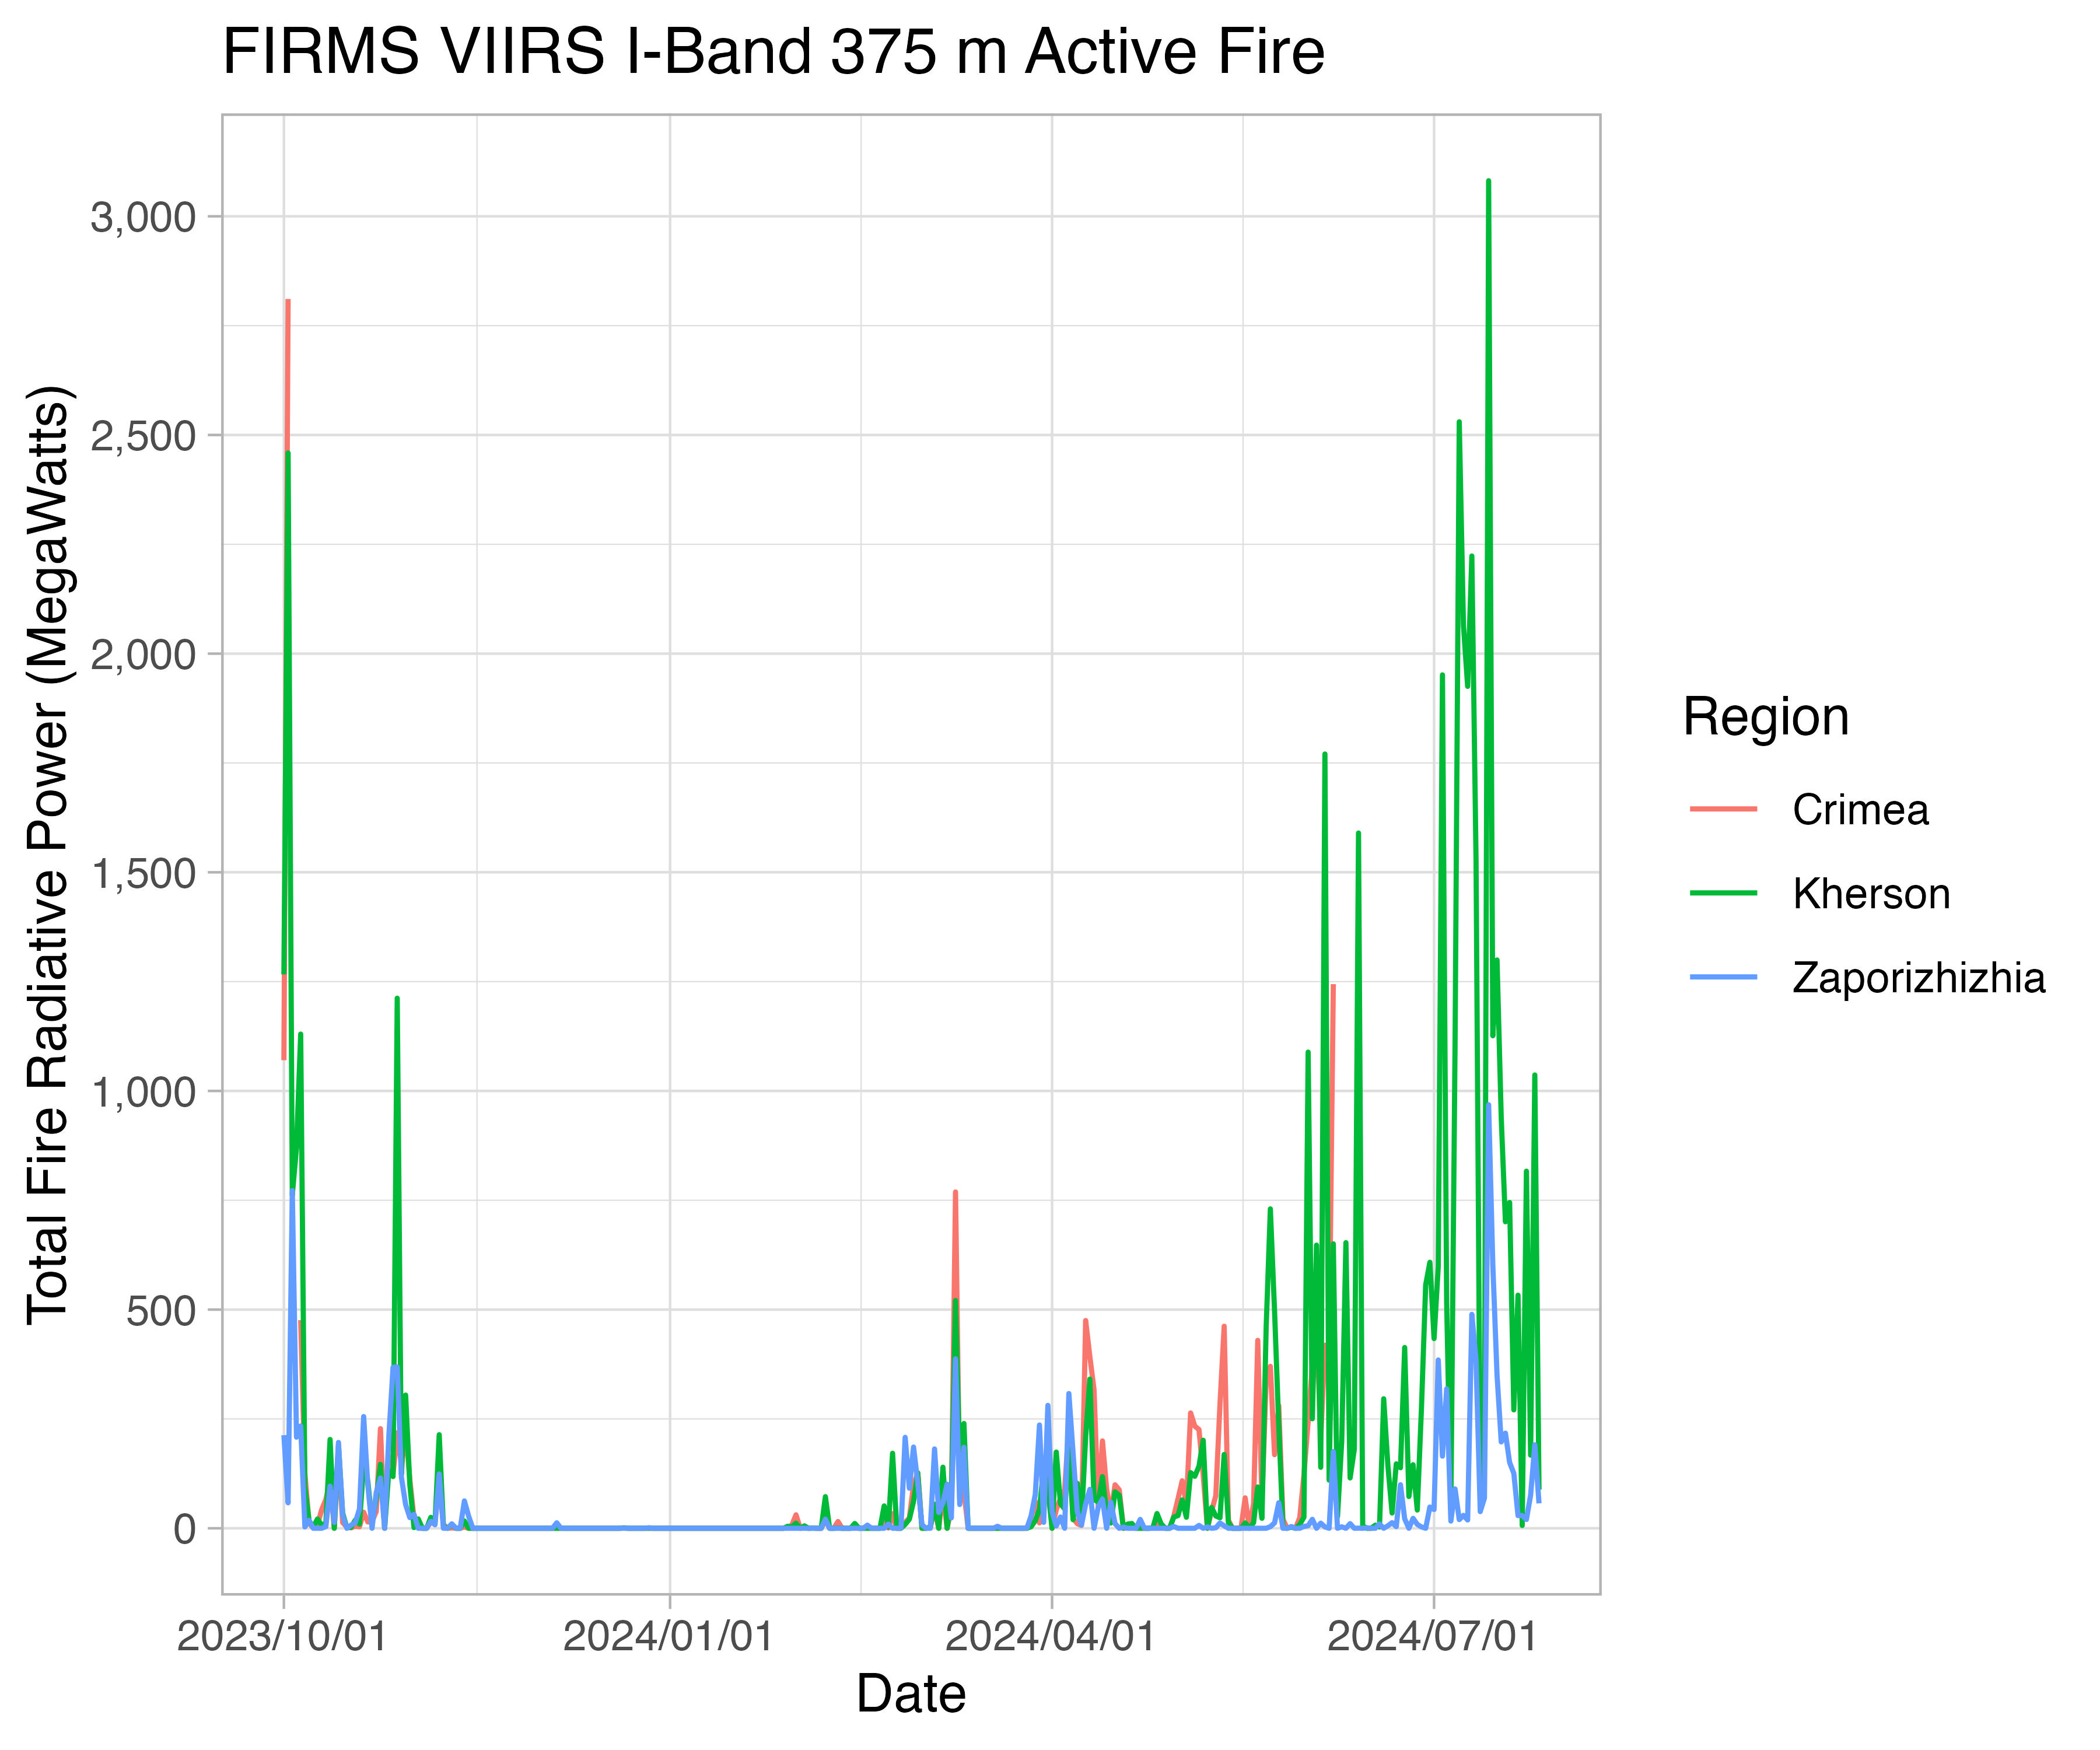 FIRMS VIIRS I-Band 375 m Active Fire
Total Fire Radiative Power (MegaWatts)
3,000
2,500
2,000
1,500
1,000
500
0
2023/10/01
2024/01/01
2024/04/01
2024/07/01
Date
Region
Crimea
Kherson
Zaporizhizhia